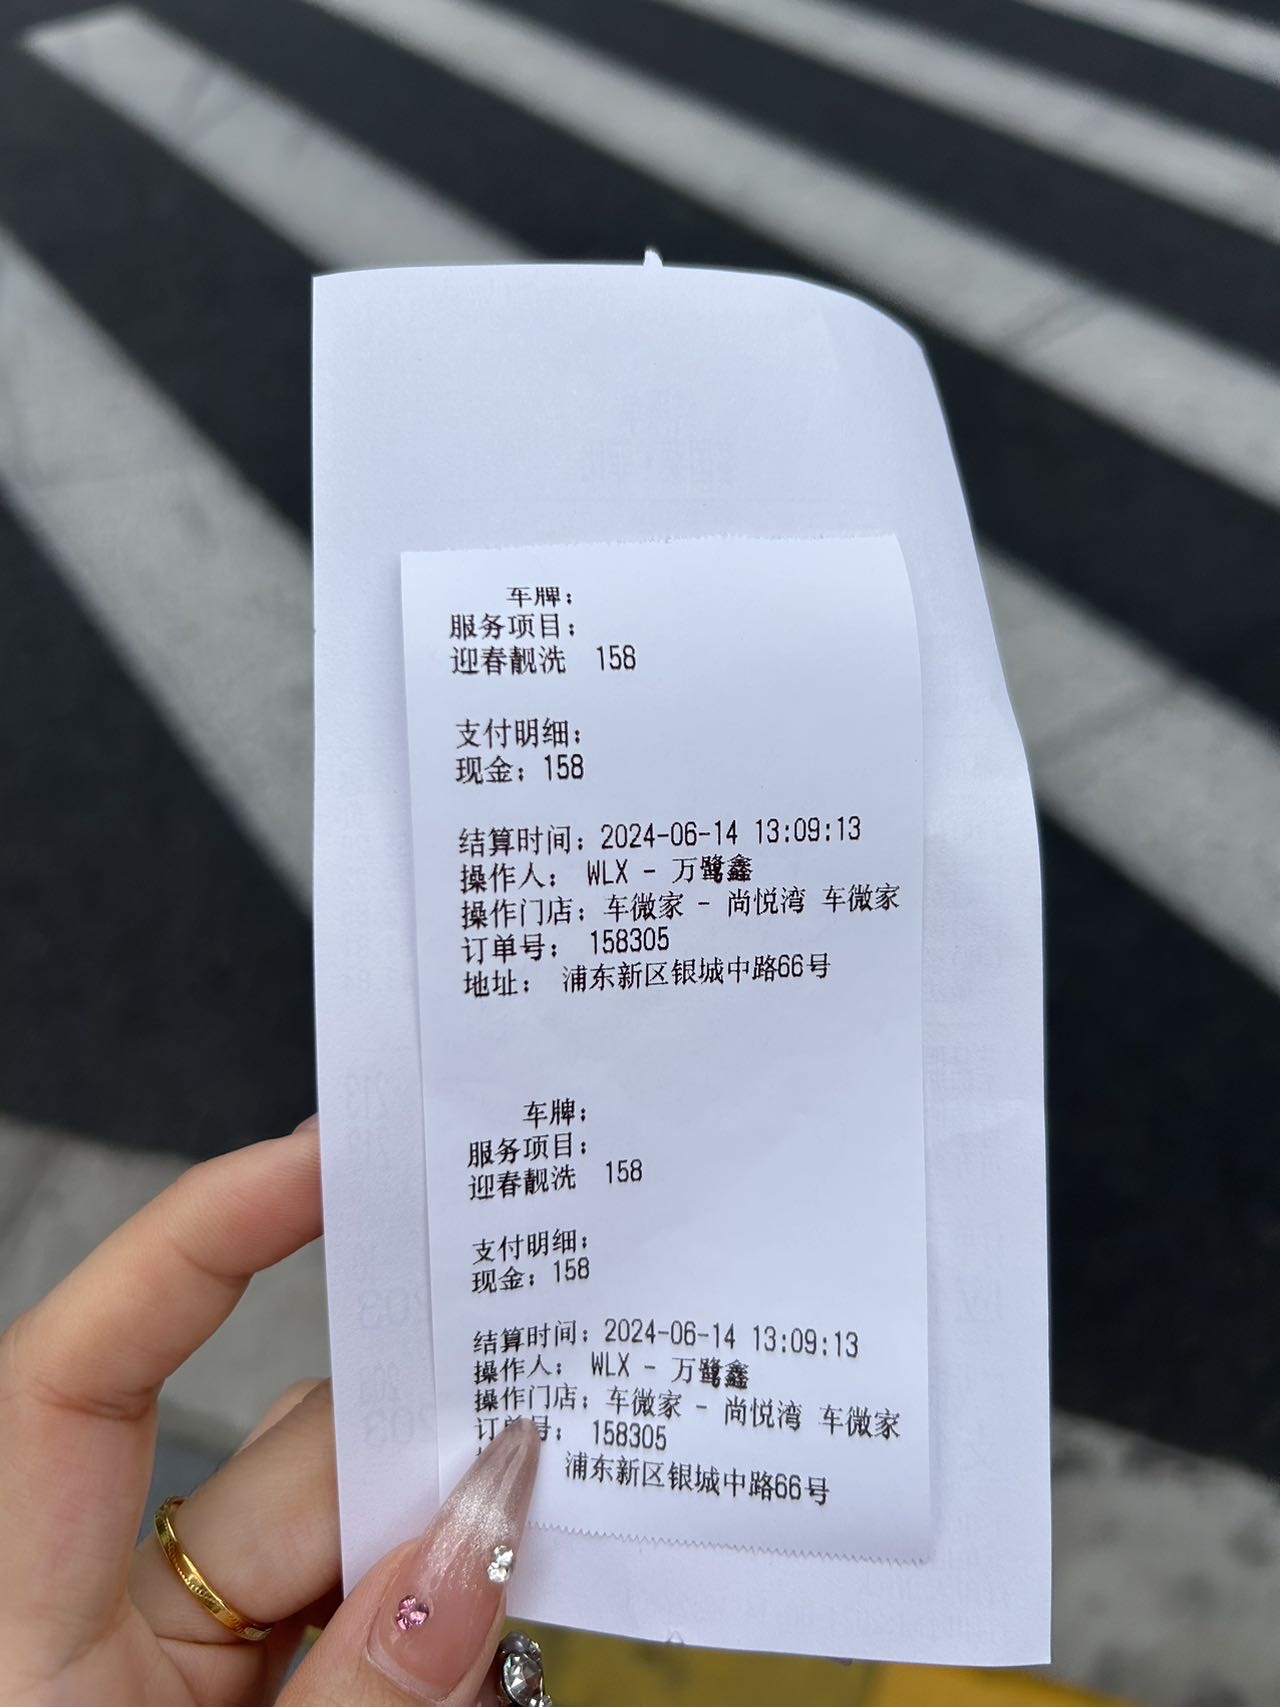 车牌:
服务项目:
迎春靓洗 158
支付明细:
现金: 158
结算时间: 2024-06-14 13:09:13
操作人: WLX - 万鹭鑫
操作门店: 车微家 - 尚悦湾 车微家
订单号: 158305
地址: 浦东新区银城中路66号
车牌:
服务项目:
迎春靓洗 158
支付明细:
现金: 158
结算时间: 2024-06-14 13:09:13
操作人: WLX - 万鹭鑫
操作门店: 车微家 - 尚悦湾 车微家
订单号: 158305
浦东新区银城中路66号